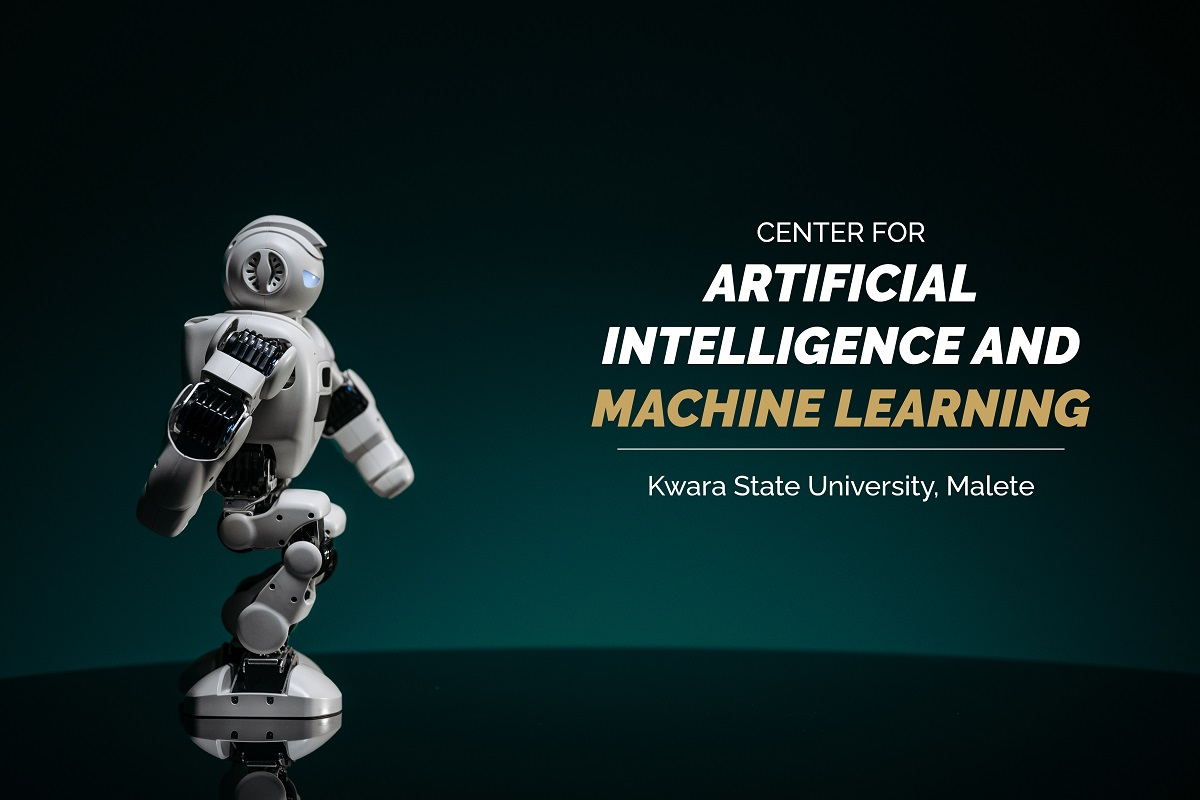 CENTER FOR
ARTIFICIAL
INTELLIGENCE AND
MACHINE LEARNING
Kwara State University, Malete